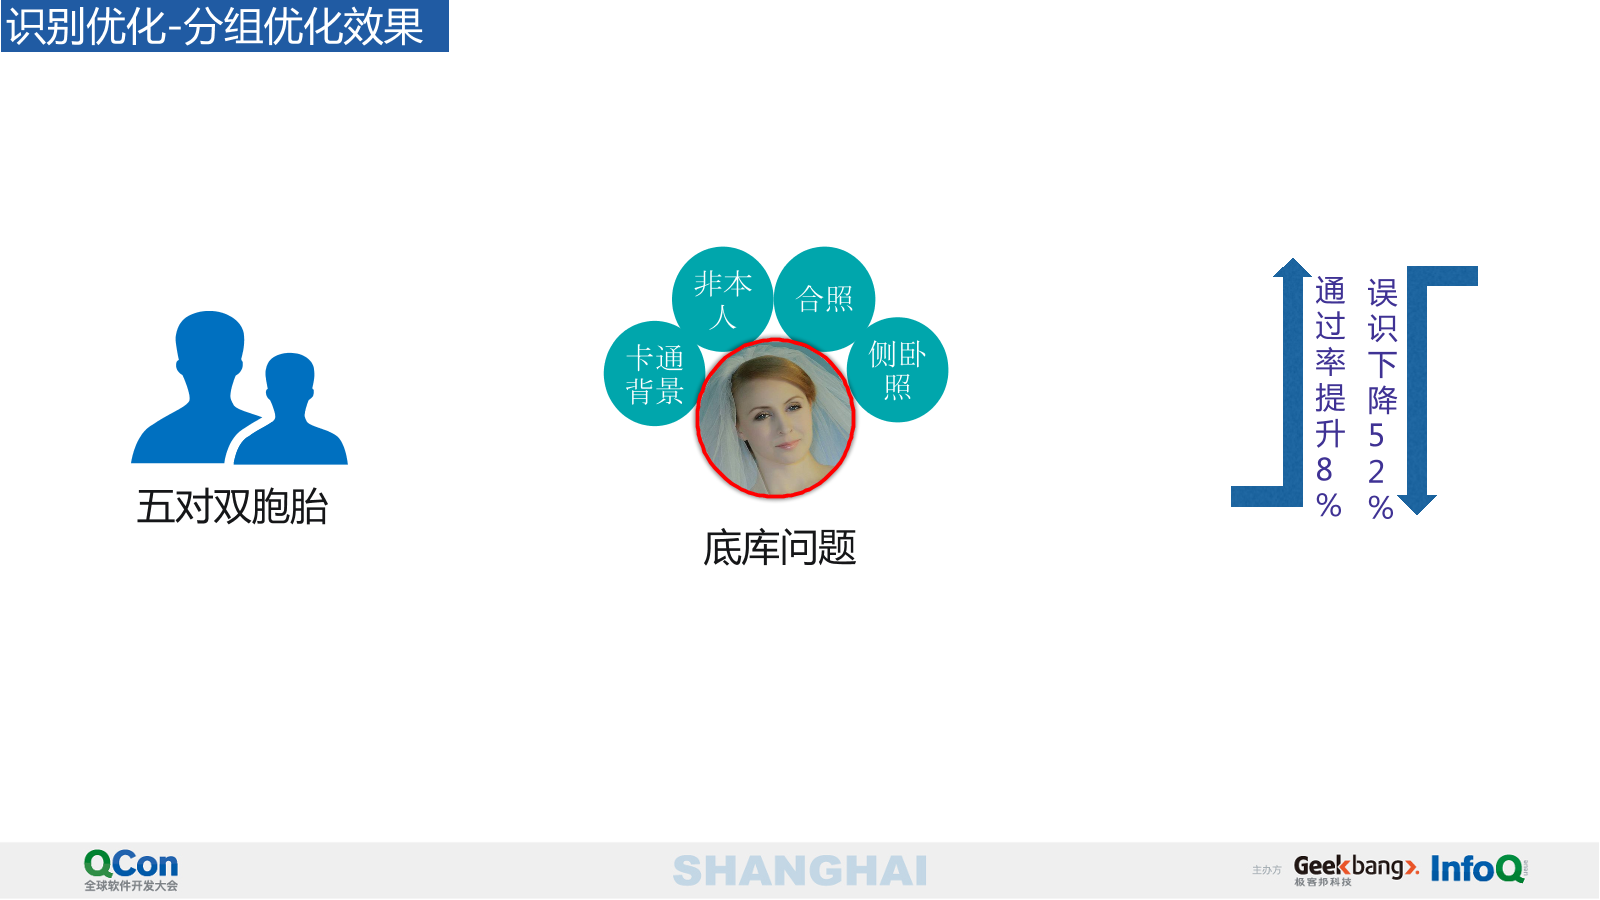 识别优化-分组优化效果
非本
人
合照
卡通
背景
侧卧
照
五对双胞胎
底库问题
通过率提升8%
误识下降52%
QCon
全球软件开发大会
SHANGHAI
主办方
Geekbang
极客邦科技
InfoQ